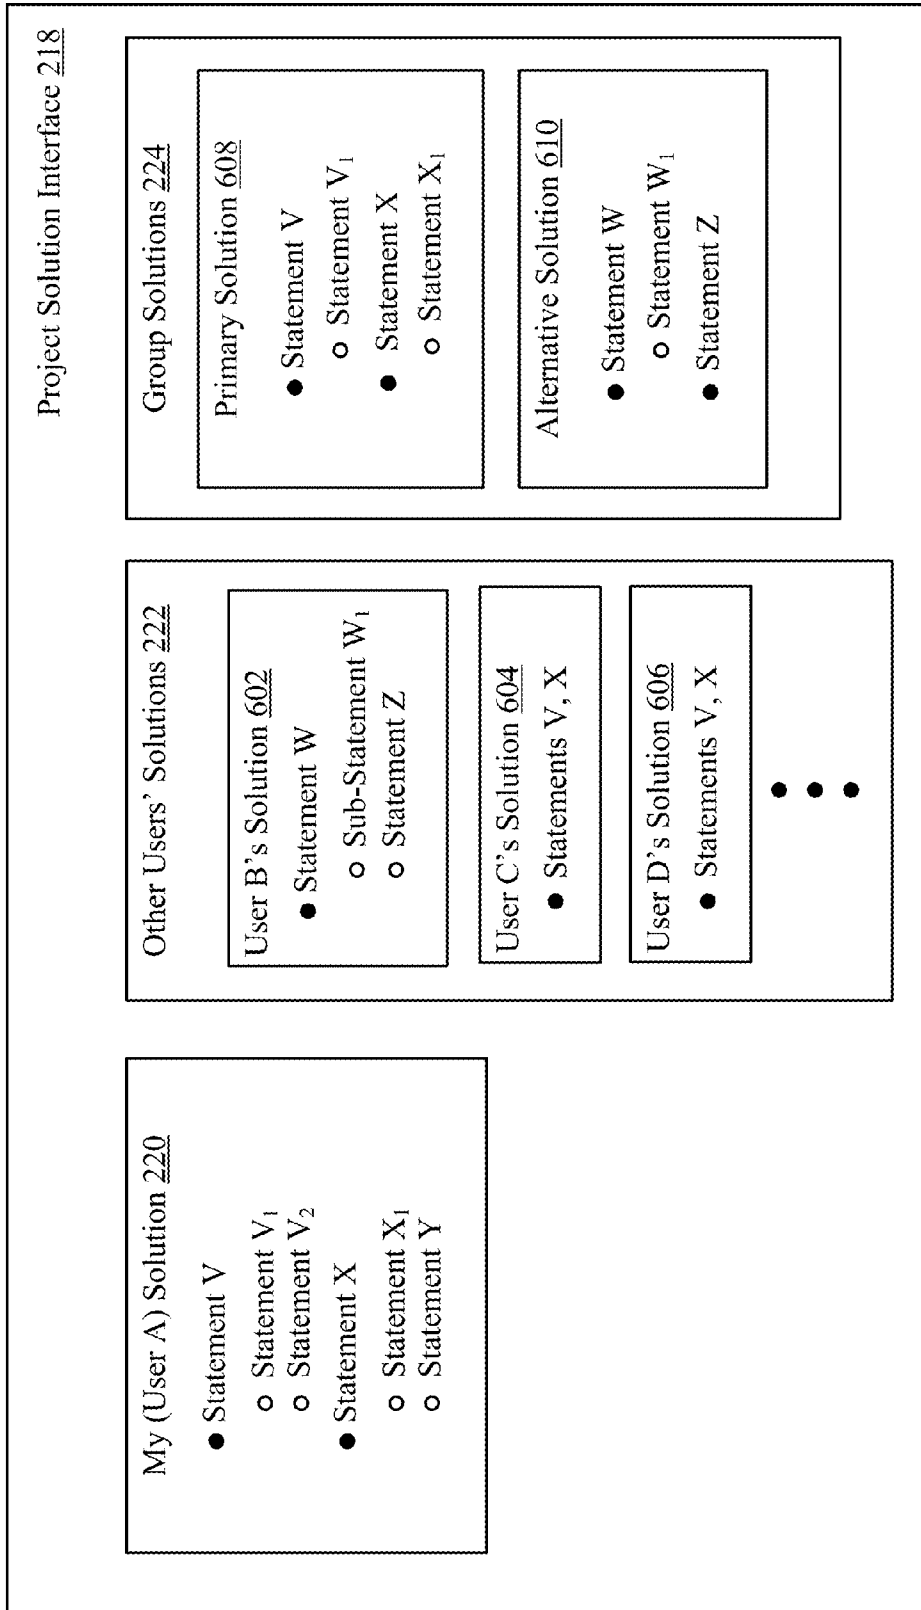 Project Solution Interface 218
My (User A) Solution 220
● Statement V
○ Statement V₁
○ Statement V₂
● Statement X
○ Statement X₁
○ Statement Y
Other Users’ Solutions 222
User B’s Solution 602
● Statement W
○ Sub-Statement W₁
○ Statement Z
User C’s Solution 604
● Statements V, X
User D’s Solution 606
● Statements V, X
Group Solutions 224
Primary Solution 608
● Statement V
○ Statement V₁
● Statement X
○ Statement X₁
Alternative Solution 610
● Statement W
○ Statement W₁
● Statement Z